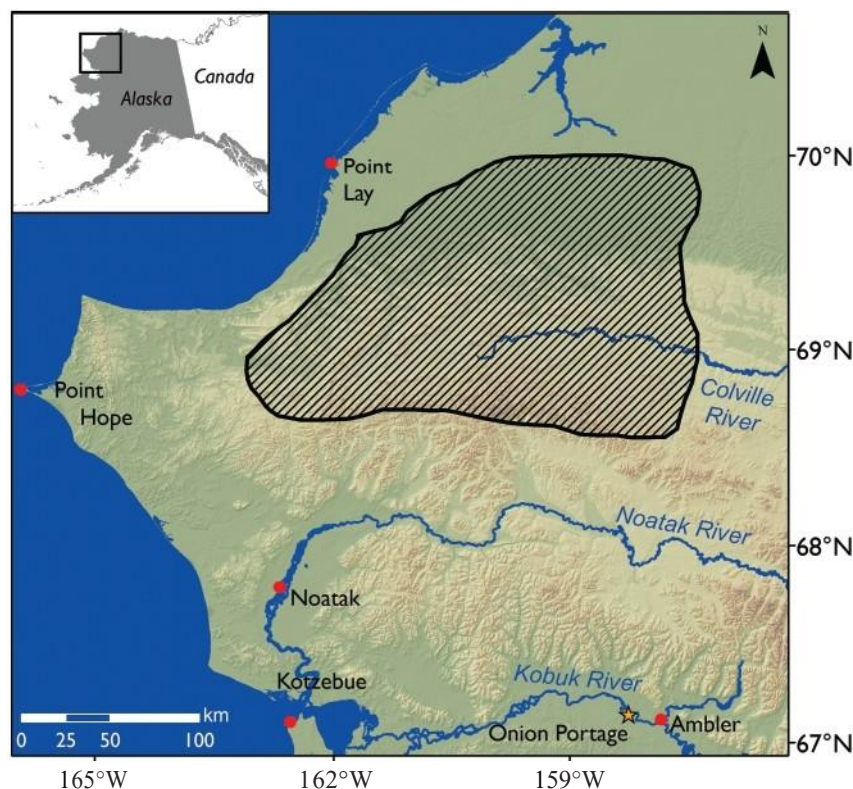 Canada
Alaska
N
Point
Lay
70°N
69°N
Colville
River
Point
Hope
Noatak River
68°N
Noatak
Kotzebue
Kobuk River
km
0 25 50 100
Onion Portage
Ambler
67°N
165°W 162°W 159°W